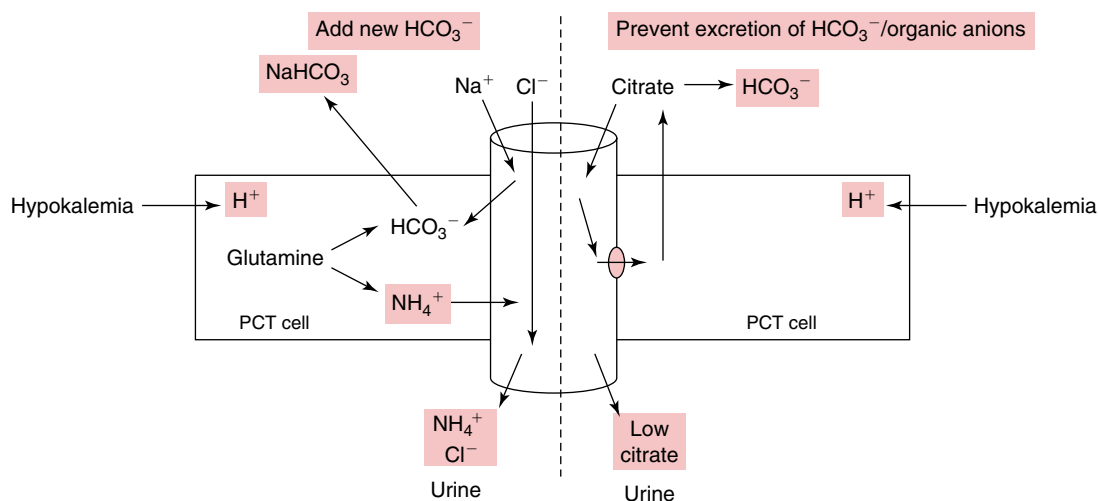 Add new HCO₃⁻
Prevent excretion of HCO₃⁻/organic anions
NaHCO₃
Na⁺
Cl⁻
Citrate
HCO₃⁻
Hypokalemia
H⁺
HCO₃⁻
Glutamine
NH₄⁺
PCT cell
H⁺
Hypokalemia
PCT cell
NH₄⁺
Cl⁻
Urine
Low
citrate
Urine